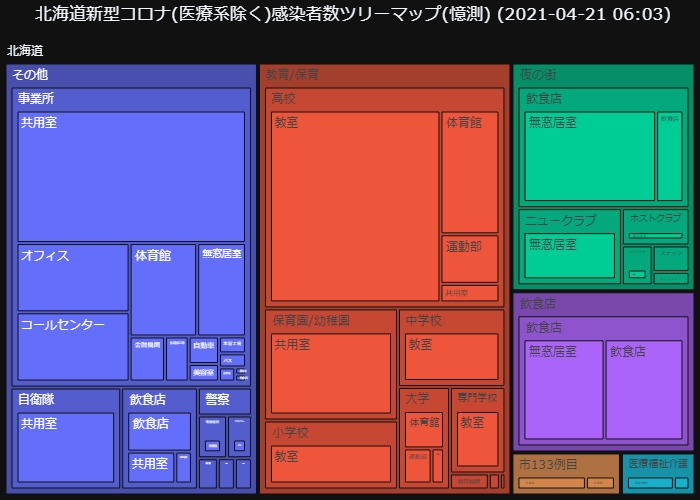 北海道新型コロナ(医療系除く)感染者数ツリーマップ(憶測) (2021-04-21 06:03)
北海道
その他
事業所
共用室
オフィス
体育館
無窓居室
コールセンター
金融機関
自動車
美容室
バス
自衛隊
共用室
飲食店
飲食店
共用室
警察
教育/保育
高校
教室
体育館
運動部
共用室
保育園/幼稚園
共用室
中学校
教室
小学校
教室
大学
体育館
運動部
専門学校
教室
夜の街
飲食店
無窓居室
飲食店
ニュークラブ
無窓居室
ホストクラブ
スナック
飲食店
飲食店
無窓居室
飲食店
市133例目
医療福祉介護